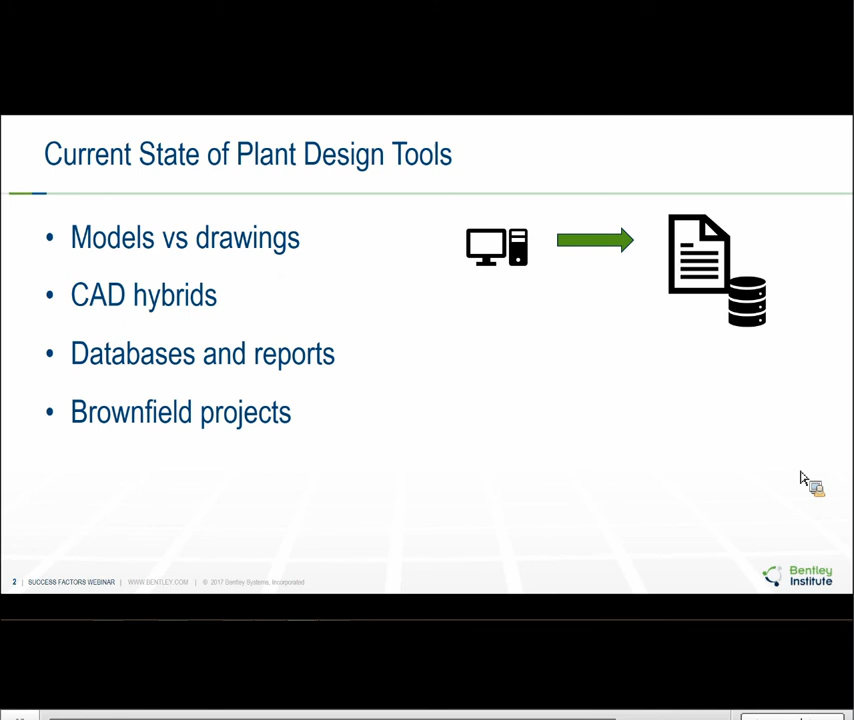 Current State of Plant Design Tools
• Models vs drawings
• CAD hybrids
• Databases and reports
• Brownfield projects
2 | SUCCESS FACTORS WEBINAR | WWW.BENTLEY.COM | © 2017 Bentley Systems, Incorporated
Bentley
Institute